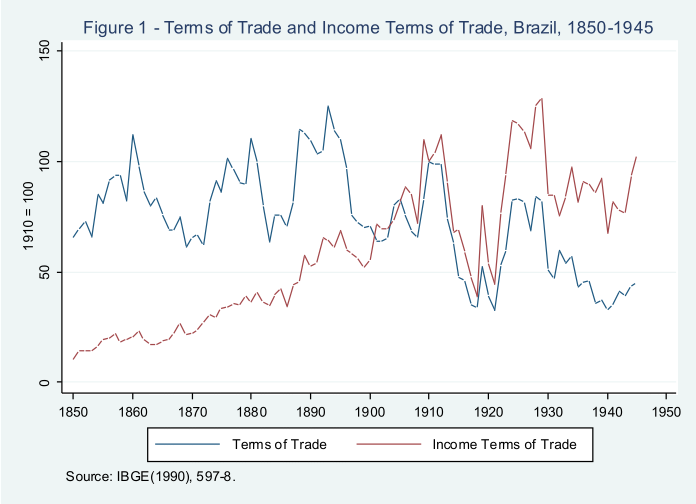 Figure 1 - Terms of Trade and Income Terms of Trade, Brazil, 1850-1945
150
100
50
0
1910 = 100
1850 1860 1870 1880 1890 1900 1910 1920 1930 1940 1950
Terms of Trade Income Terms of Trade
Source: IBGE(1990), 597-8.